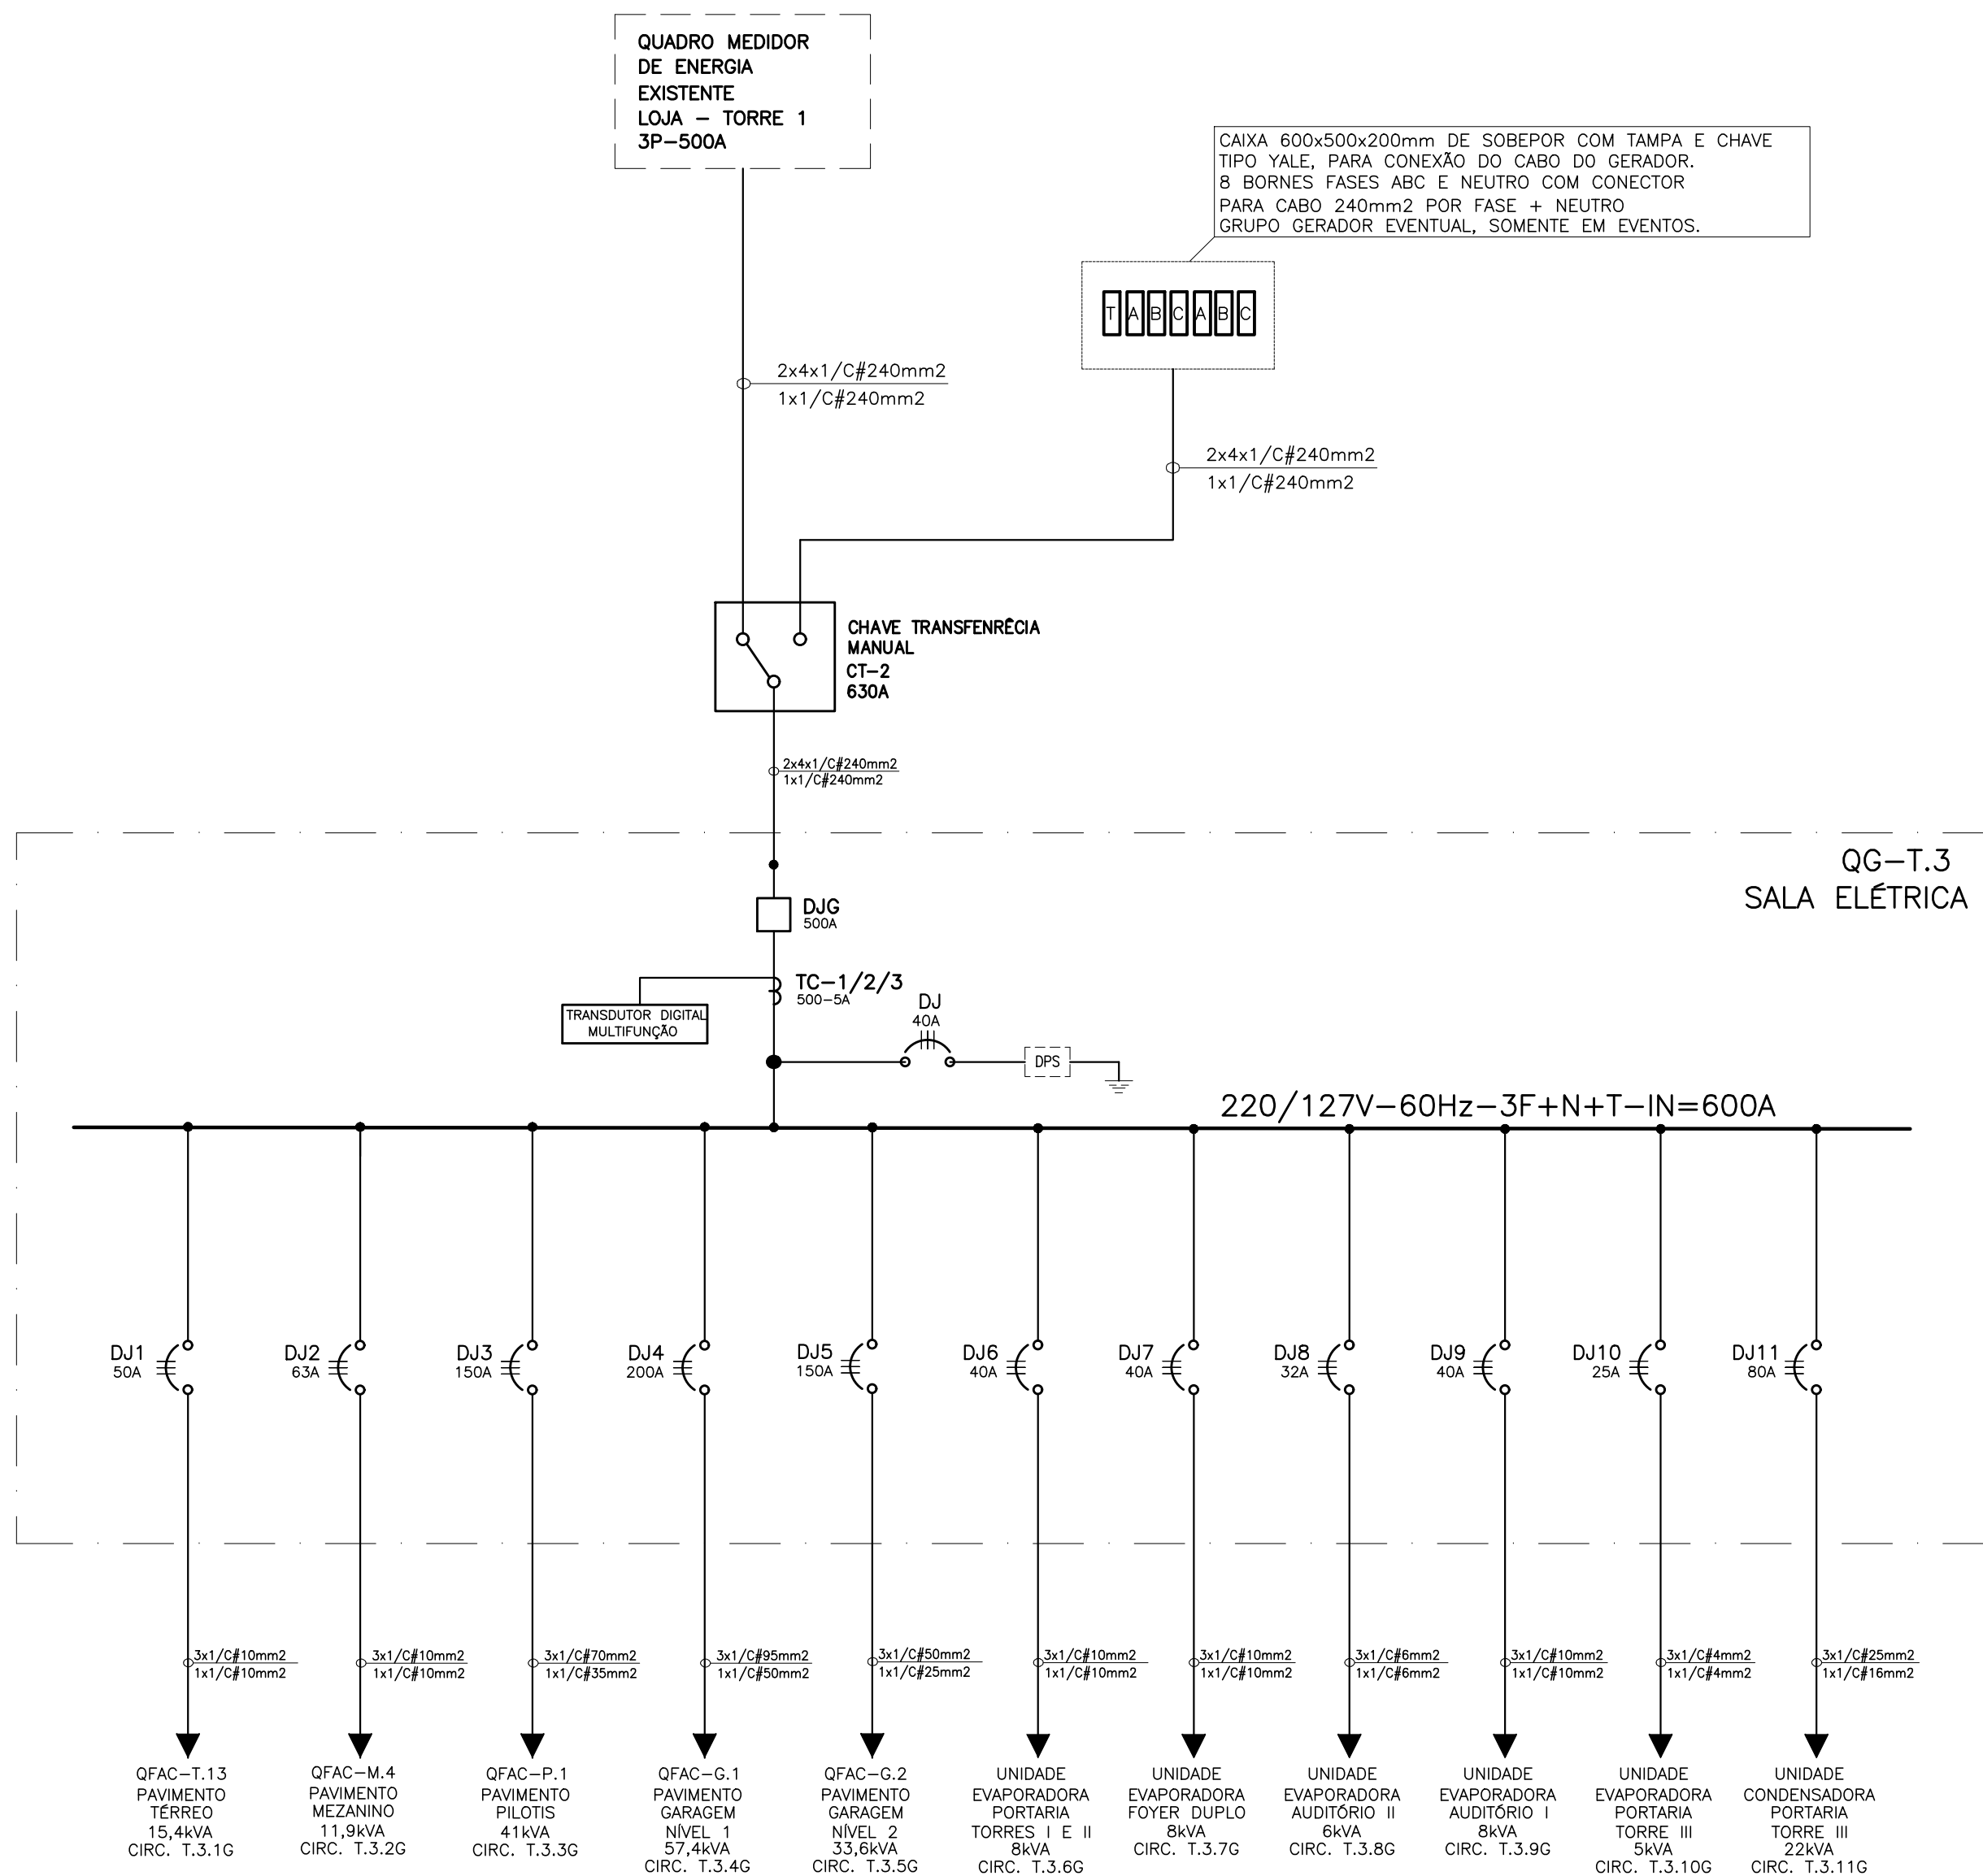 QUADRO MEDIDOR
DE ENERGIA
EXISTENTE
LOJA – TORRE 1
3P–500A
CAIXA 600x500x200mm DE SOBEPOR COM TAMPA E CHAVE
TIPO YALE, PARA CONEXÃO DO CABO DO GERADOR.
8 BORNES FASES ABC E NEUTRO COM CONECTOR
PARA CABO 240mm2 POR FASE + NEUTRO
GRUPO GERADOR EVENTUAL, SOMENTE EM EVENTOS.
T A B C A B C
2x4x1/C#240mm2
1x1/C#240mm2
2x4x1/C#240mm2
1x1/C#240mm2
CHAVE TRANSFENRÊCIA
MANUAL
CT–2
630A
2x4x1/C#240mm2
1x1/C#240mm2
QG–T.3
SALA ELÉTRICA
DJG
500A
TC–1/2/3
500–5A
TRANSDUTOR DIGITAL
MULTIFUNÇÃO
DJ
40A
DPS
220/127V–60Hz–3F+N+T–IN=600A
DJ1
50A
DJ2
63A
DJ3
150A
DJ4
200A
DJ5
150A
DJ6
40A
DJ7
40A
DJ8
32A
DJ9
40A
DJ10
25A
DJ11
80A
3x1/C#10mm2
1x1/C#10mm2
3x1/C#10mm2
1x1/C#10mm2
3x1/C#70mm2
1x1/C#35mm2
3x1/C#95mm2
1x1/C#50mm2
3x1/C#50mm2
1x1/C#25mm2
3x1/C#10mm2
1x1/C#10mm2
3x1/C#10mm2
1x1/C#10mm2
3x1/C#6mm2
1x1/C#6mm2
3x1/C#10mm2
1x1/C#10mm2
3x1/C#4mm2
1x1/C#4mm2
3x1/C#25mm2
1x1/C#16mm2
QFAC–T.13
PAVIMENTO
TÉRREO
15,4kVA
CIRC. T.3.1G
QFAC–M.4
PAVIMENTO
MEZANINO
11,9kVA
CIRC. T.3.2G
QFAC–P.1
PAVIMENTO
PILOTIS
41kVA
CIRC. T.3.3G
QFAC–G.1
PAVIMENTO
GARAGEM
NÍVEL 1
57,4kVA
CIRC. T.3.4G
QFAC–G.2
PAVIMENTO
GARAGEM
NÍVEL 2
33,6kVA
CIRC. T.3.5G
UNIDADE
EVAPORADORA
PORTARIA
TORRES I E II
8kVA
CIRC. T.3.6G
UNIDADE
EVAPORADORA
FOYER DUPLO
8kVA
CIRC. T.3.7G
UNIDADE
EVAPORADORA
AUDITÓRIO II
6kVA
CIRC. T.3.8G
UNIDADE
EVAPORADORA
AUDITÓRIO I
8kVA
CIRC. T.3.9G
UNIDADE
EVAPORADORA
PORTARIA
TORRE III
5kVA
CIRC. T.3.10G
UNIDADE
CONDENSADORA
PORTARIA
TORRE III
22kVA
CIRC. T.3.11G